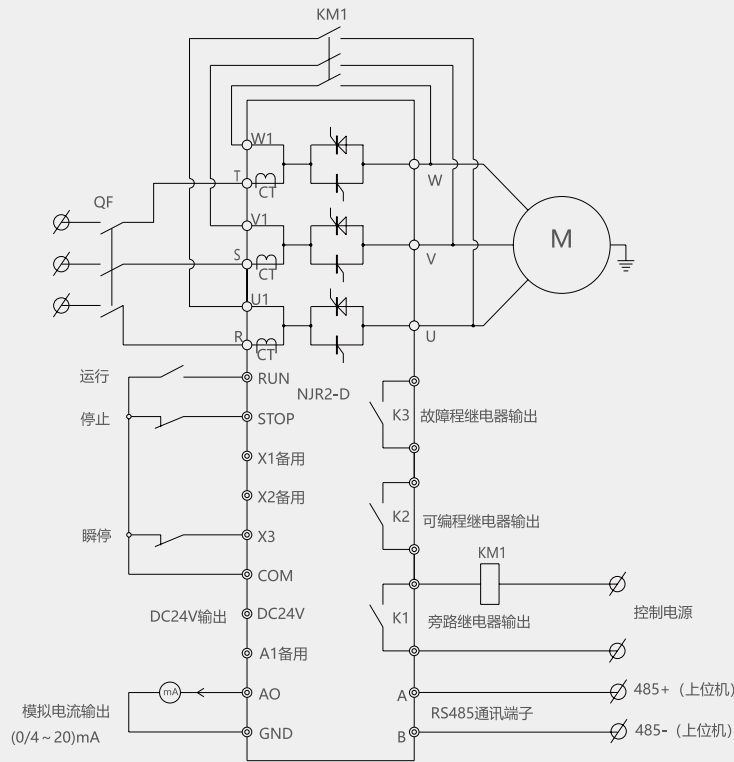 KM1
W1
T
CT
W
QF
V1
S
CT
V
M
U1
R
CT
U
运行
RUN
NJR2-D
停止
STOP
K3
故障程继电器输出
X1备用
X2备用
K2
可编程继电器输出
瞬停
X3
KM1
COM
DC24V输出
DC24V
K1
旁路继电器输出
控制电源
A1备用
模拟电流输出
(0/4~20)mA
mA
AO
A
485+ (上位机)
RS485通讯端子
GND
B
485- (上位机)